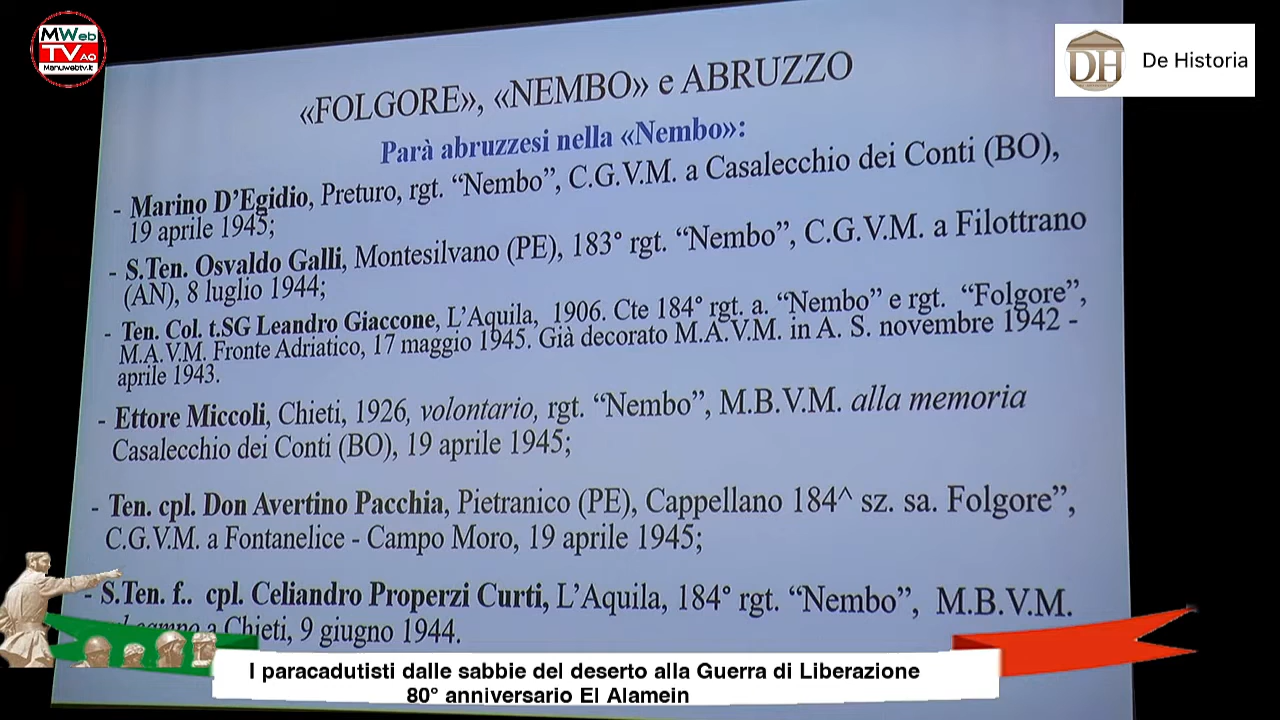 MWeb
TV AQ
Manuwebtv.it
DH
De Historia
«FOLGORE», «NEMBO» e ABRUZZO
Parà abruzzesi nella «Nembo»:
- Marino D'Egidio, Preturo, rgt. “Nembo”, C.G.V.M. a Casalecchio dei Conti (BO),
19 aprile 1945;
- S.Ten. Osvaldo Galli, Montesilvano (PE), 183° rgt. “Nembo”, C.G.V.M. a Filottrano
(AN), 8 luglio 1944;
- Ten. Col. t.SG Leandro Giaccone, L'Aquila, 1906. Cte 184° rgt. a. “Nembo” e rgt. “Folgore”,
M.A.V.M. Fronte Adriatico, 17 maggio 1945. Già decorato M.A.V.M. in A. S. novembre 1942 -
aprile 1943.
- Ettore Miccoli, Chieti, 1926, volontario, rgt. “Nembo”, M.B.V.M. alla memoria
Casalecchio dei Conti (BO), 19 aprile 1945;
- Ten. cpl. Don Avertino Pacchia, Pietranico (PE), Cappellano 184^ sz. sa. Folgore”,
C.G.V.M. a Fontanelice - Campo Moro, 19 aprile 1945;
- S.Ten. f.. cpl. Celiandro Properzi Curti, L'Aquila, 184° rgt. “Nembo”, M.B.V.M.
campo a Chieti, 9 giugno 1944.
I paracadutisti dalle sabbie del deserto alla Guerra di Liberazione
80° anniversario El Alamein